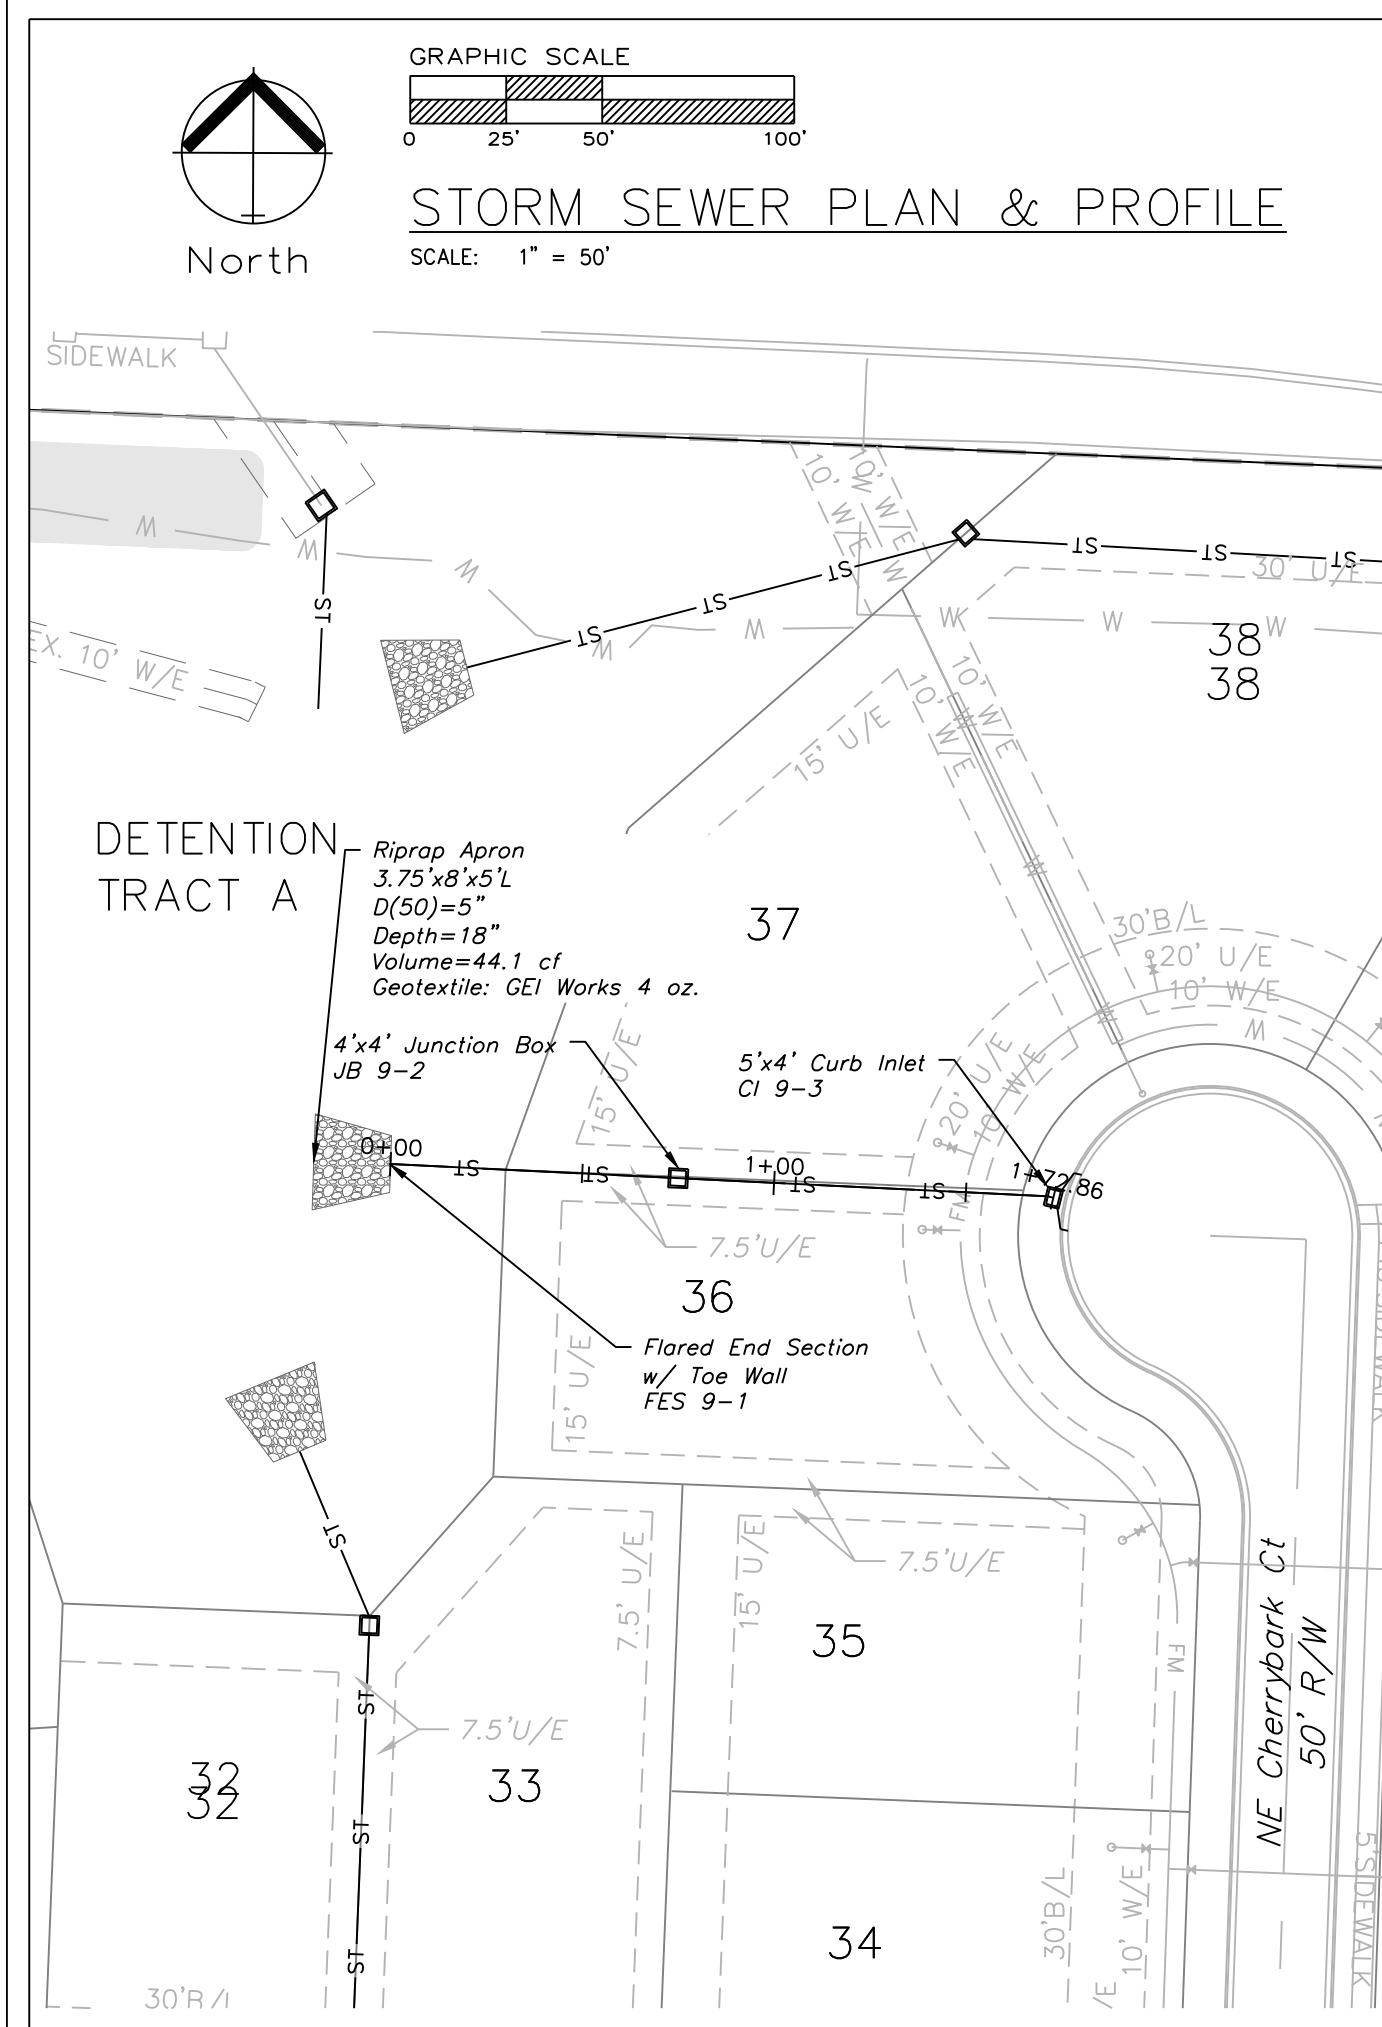 GRAPHIC SCALE
0 25' 50' 100'
STORM SEWER PLAN & PROFILE
SCALE: 1" = 50'
North
SIDEWALK
10' W/E
10' W/E
W
W
W
W
W
W
W
W
W
W
ST
ST
ST
ST
ST
ST
ST
30' U/E
EX. 10' W/E
38
38
10' W/E
10' W/E
15' U/E
DETENTION
TRACT A
Riprap Apron
3.75'x8'x5'L
D(50)=5"
Depth=18"
Volume=44.1 cf
Geotextile: GEI Works 4 oz.
37
30'B/L
20' U/E
10' W/E
W
4'x4' Junction Box
JB 9-2
15' U/E
5'x4' Curb Inlet
CI 9-3
20' U/E
10' W/E
0+00
ST
ST
1+00
ST
ST
1+72.86
FM
7.5'U/E
36
15' U/E
Flared End Section
w/ Toe Wall
FES 9-1
ST
7.5' U/E
15' U/E
7.5'U/E
35
FM
NE Cherrybark Ct
50' R/W
ST
7.5'U/E
32
32
33
ST
ST
34
30'B/L
10' W/E
5'SIDEWALK